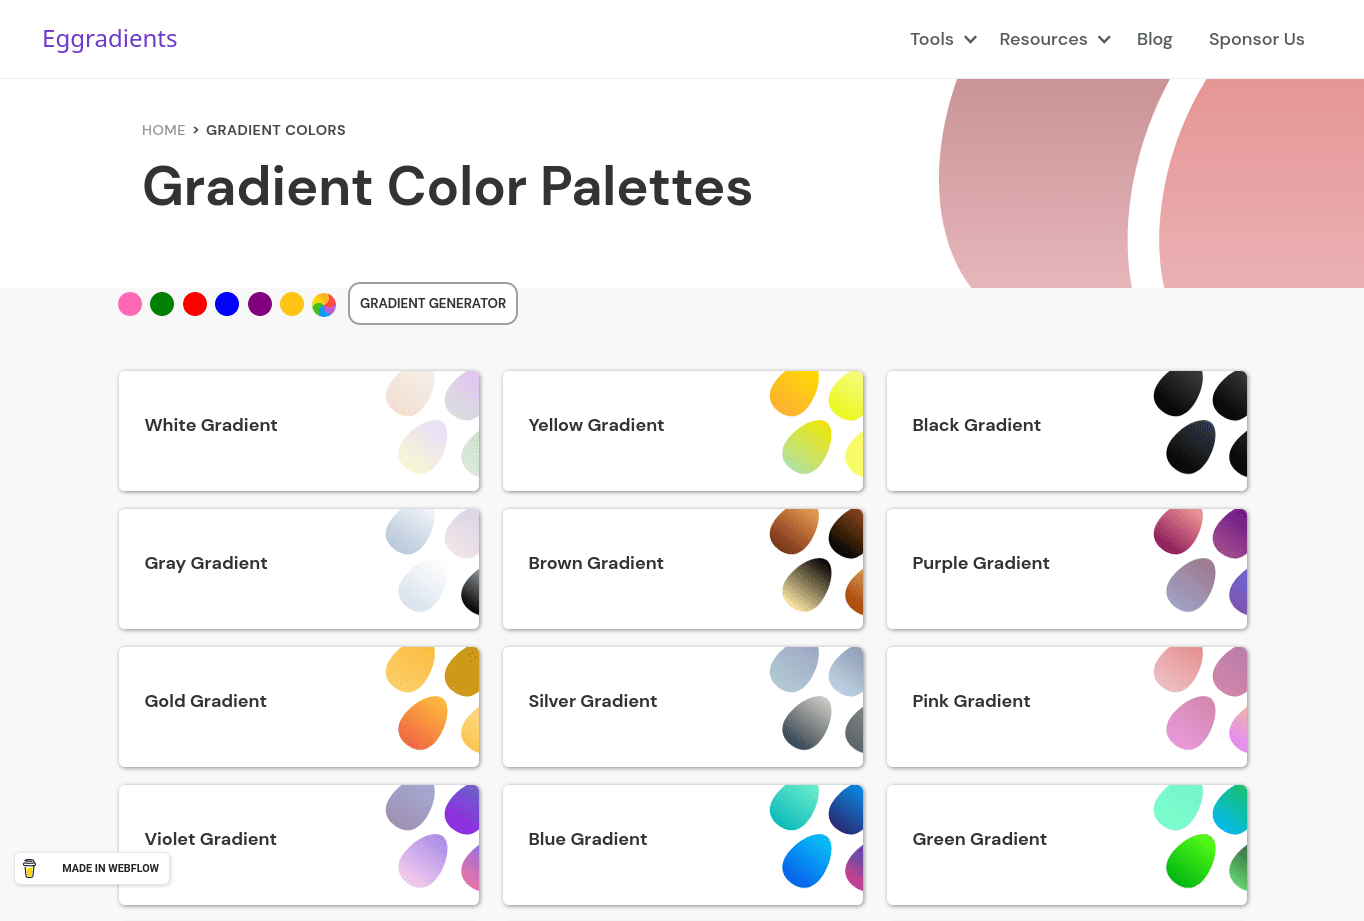 Eggradients
Tools
Resources
Blog
Sponsor Us
HOME > GRADIENT COLORS
Gradient Color Palettes
GRADIENT GENERATOR
White Gradient
Yellow Gradient
Black Gradient
Gray Gradient
Brown Gradient
Purple Gradient
Gold Gradient
Silver Gradient
Pink Gradient
Violet Gradient
Blue Gradient
Green Gradient
MADE IN WEBFLOW